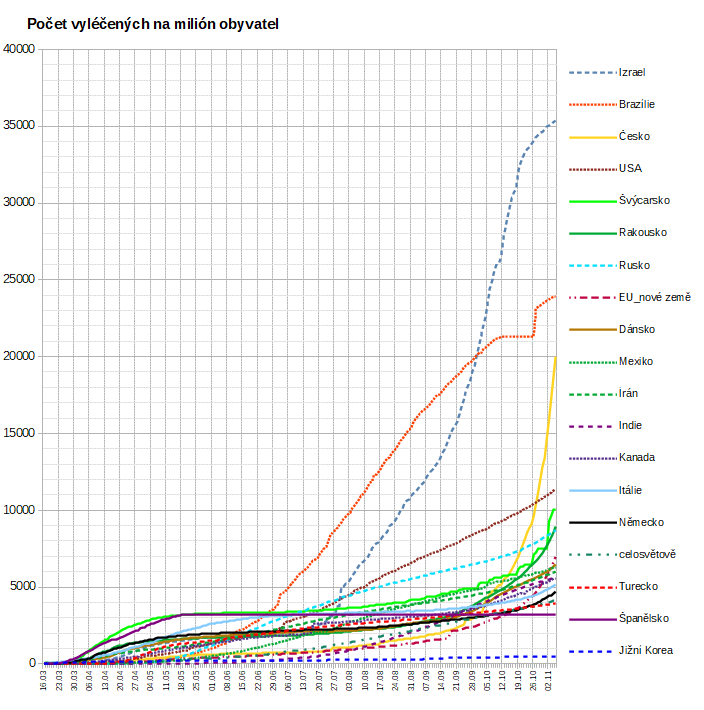 Počet vyléčených na milión obyvatel
40000
35000
30000
25000
20000
15000
10000
5000
0
16.03
23.03
30.03
06.04
13.04
20.04
27.04
04.05
11.05
18.05
25.05
01.06
08.06
15.06
22.06
29.06
06.07
13.07
20.07
27.07
03.08
10.08
17.08
24.08
31.08
07.09
14.09
21.09
28.09
05.10
12.10
19.10
26.10
02.11
Izrael
Brazílie
Česko
USA
Švýcarsko
Rakousko
Rusko
EU_nové země
Dánsko
Mexiko
Írán
Indie
Kanada
Itálie
Německo
celosvětově
Turecko
Španělsko
Jižní Korea